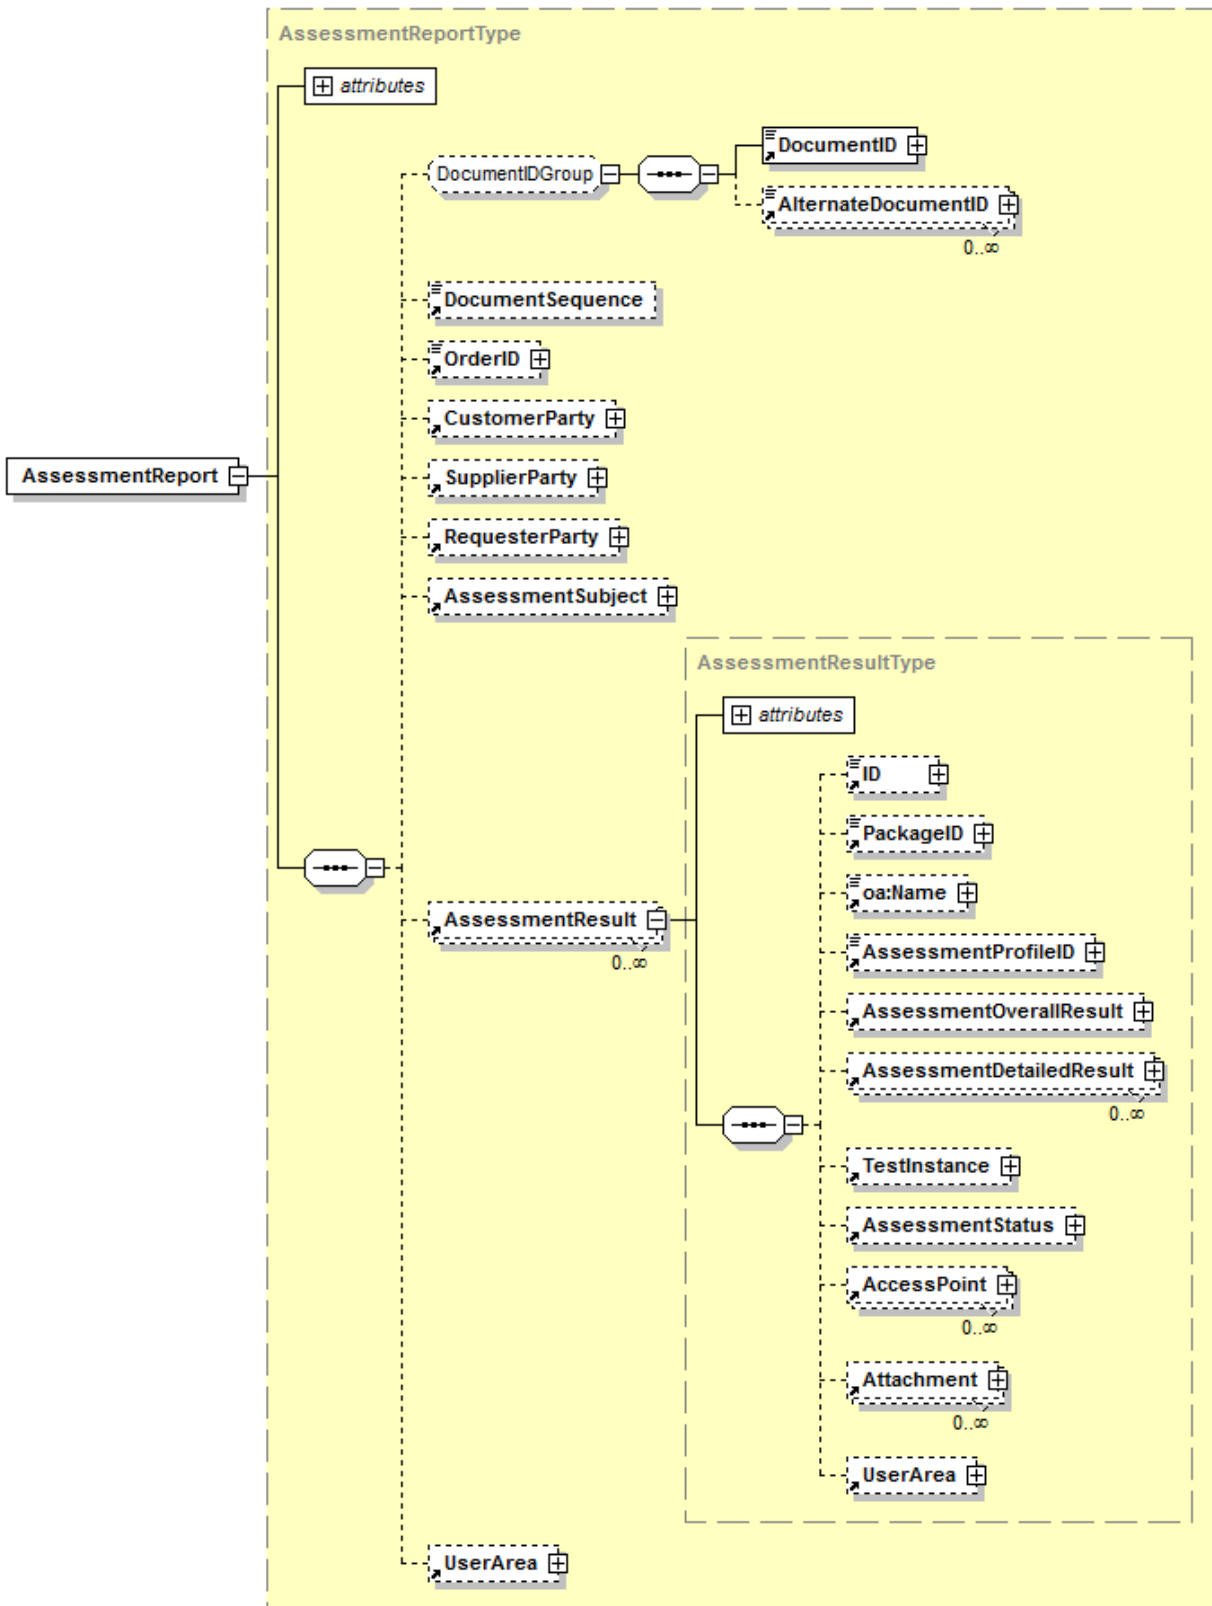 AssessmentReportType
attributes
DocumentID
DocumentIDGroup
AlternateDocumentID
0..∞
DocumentSequence
OrderID
CustomerParty
AssessmentReport
SupplierParty
RequesterParty
AssessmentSubject
AssessmentResultType
attributes
ID
PackageID
oa:Name
AssessmentResult
0..∞
AssessmentProfileID
AssessmentOverallResult
AssessmentDetailedResult
0..∞
TestInstance
AssessmentStatus
AccessPoint
0..∞
Attachment
0..∞
UserArea
UserArea